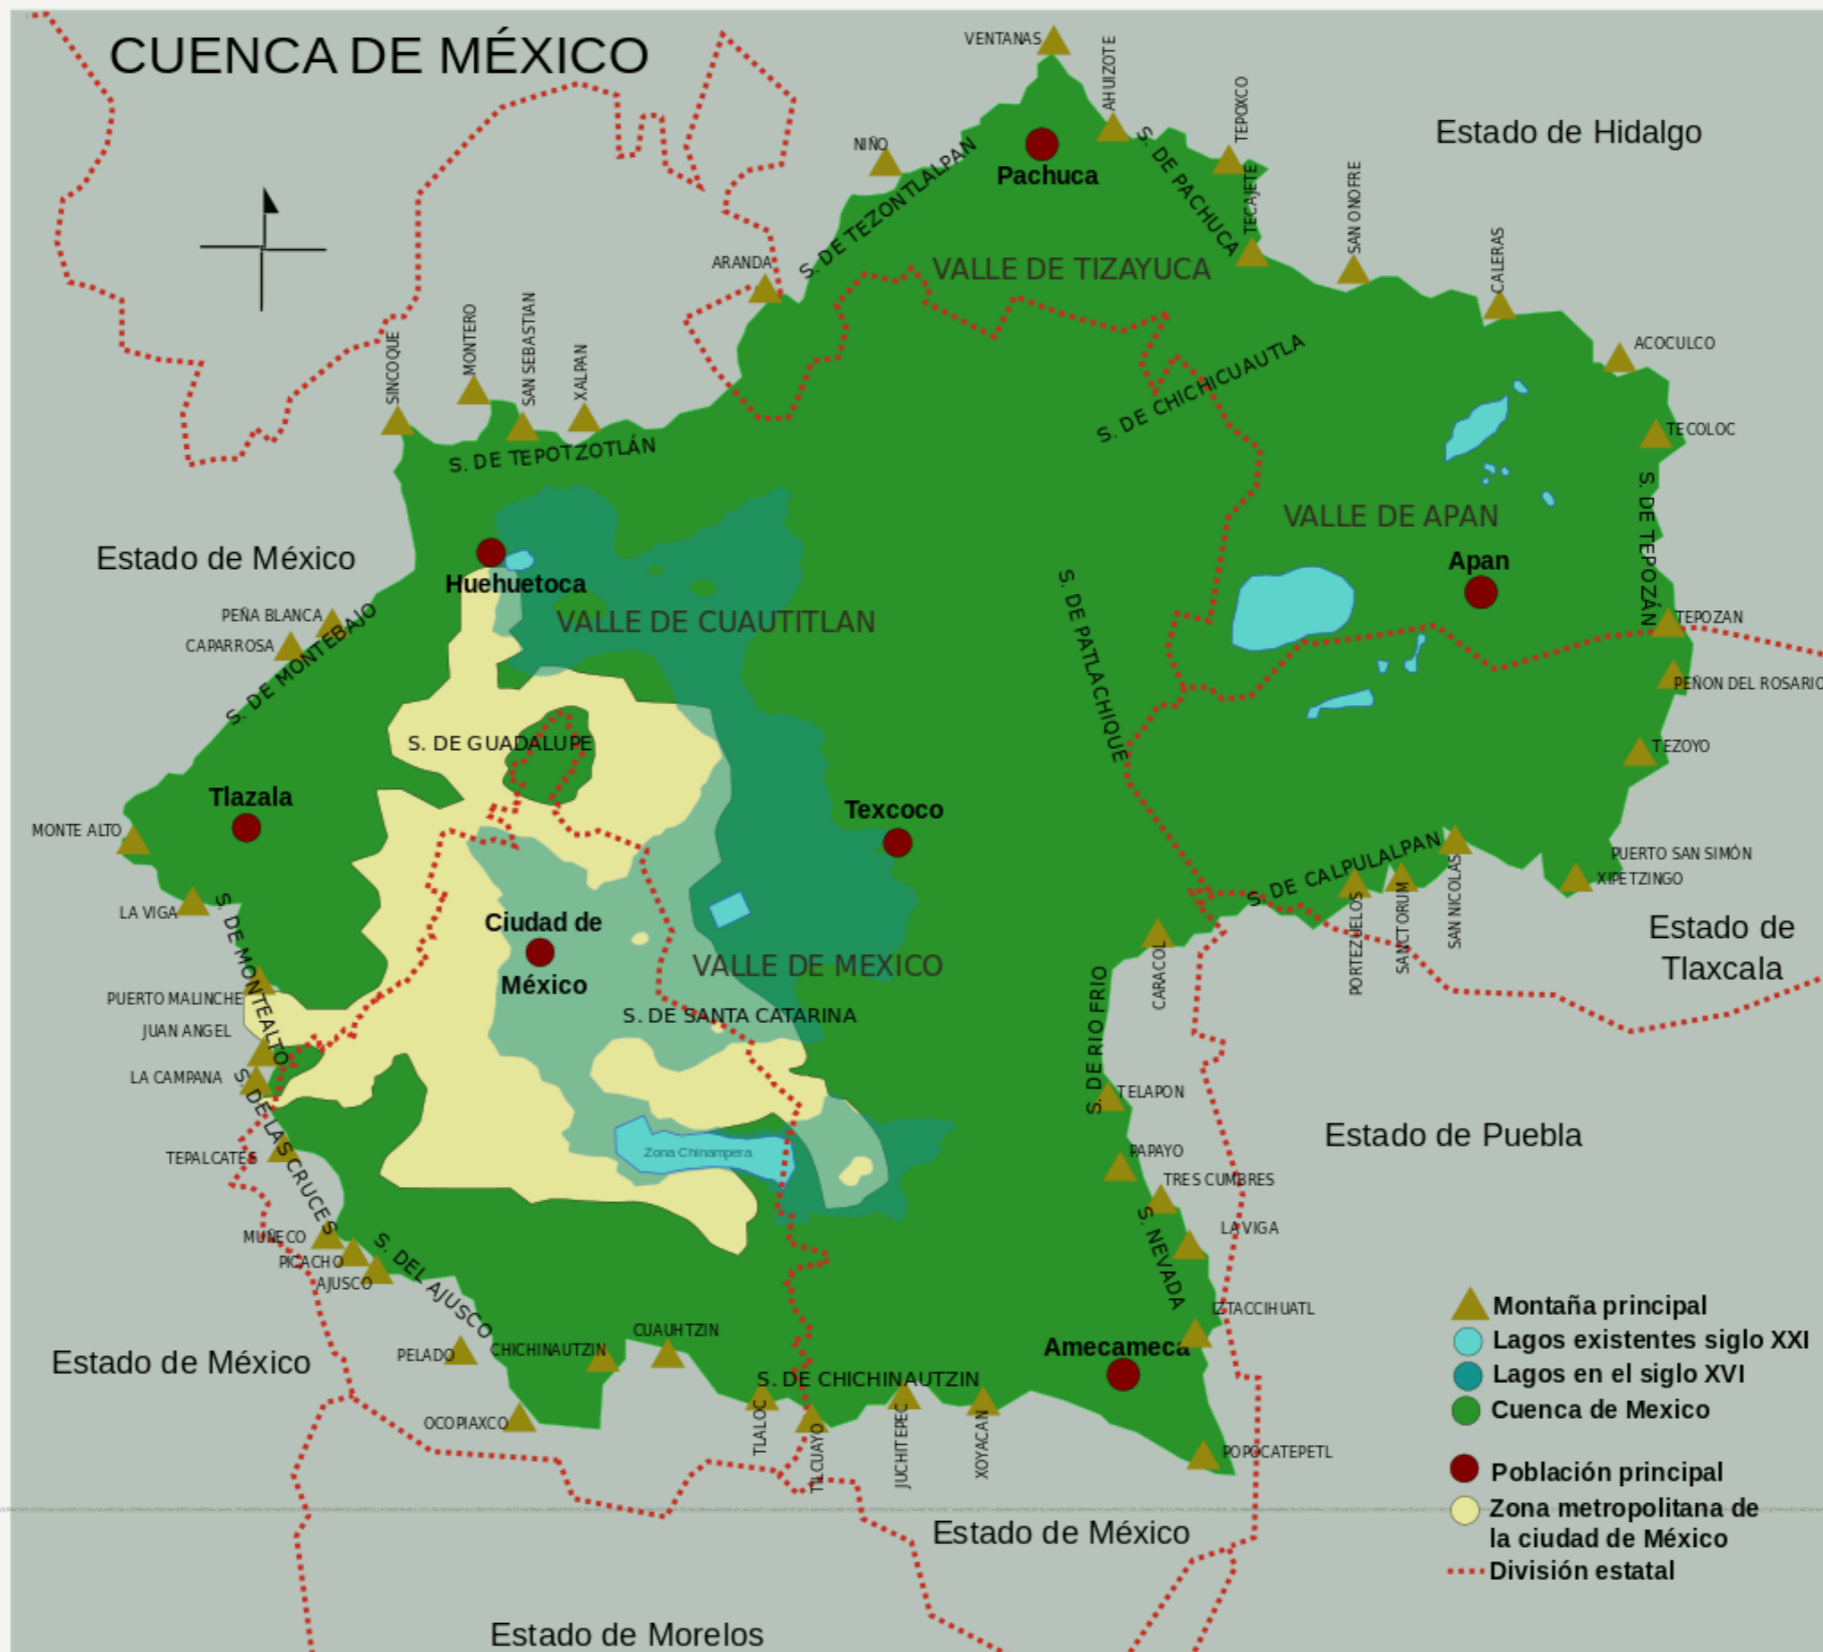 CUENCA DE MÉXICO
VENTANAS
AHUIZOTE
TEPOXCO
Estado de Hidalgo
NIÑO
Pachuca
S. DE PACHUCA
TECAJETE
SAN ONOFRE
S. DE TEZONTLALPAN
CALERAS
ARANDA
VALLE DE TIZAYUCA
SINCOQUE
MONTERO
SAN SEBASTIAN
XALPAN
ACOCULCO
S. DE CHICHICUAUTLA
TECOLOC
S. DE TEPOTZOTLÁN
S. DE TEPOZÁN
VALLE DE APAN
Estado de México
Apan
Huehuetoca
PEÑA BLANCA
VALLE DE CUAUTITLAN
TEPOZAN
CAPARROSA
S. DE MONTEBAJO
S. DE PATLACHIQUE
PEÑON DEL ROSARIO
S. DE GUADALUPE
TEZOYO
Tlazala
Texcoco
MONTE ALTO
S. DE CALPULALPAN
PUERTO SAN SIMÓN
XIPETZINGO
LA VIGA
S. DE MONTEALTO
PORTEZUELOS
SANCTORUM
SAN NICOLAS
Ciudad de
México
Estado de
Tlaxcala
VALLE DE MEXICO
CARACOL
PUERTO MALINCHE
S. DE SANTA CATARINA
JUAN ANGEL
S. DE RIO FRIO
LA CAMPANA
TELAPON
S. DE LAS CRUCES
Estado de Puebla
TEPALCATES
Zona Chinampera
PAPAYO
TRES CUMBRES
LA VIGA
S. NEVADA
MUÑECO
PICACHO
AJUSCO
S. DEL AJUSCO
IZTACCIHUATL
CUAUHTZIN
CHICHINAUTZIN
PELADO
Amecameca
Estado de México
S. DE CHICHINAUTZIN
OCOPIAXCO
TLALOC
TILCUAYO
JUCHITEPEC
XOYACAN
POPOCATEPETL
Montaña principal
Lagos existentes siglo XXI
Lagos en el siglo XVI
Cuenca de Mexico
Población principal
Zona metropolitana de
la ciudad de México
División estatal
Estado de México
Estado de Morelos